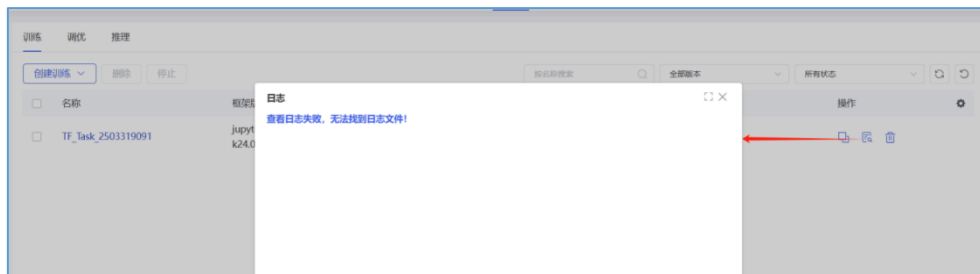 训练 调优 推理
创建训练 删除 停止 按名称搜索 全部版本 所有状态
名称 框架版 操作
日志
查看日志失败，无法找到日志文件！
TF_Task_2503319091
jupyt
k24.0